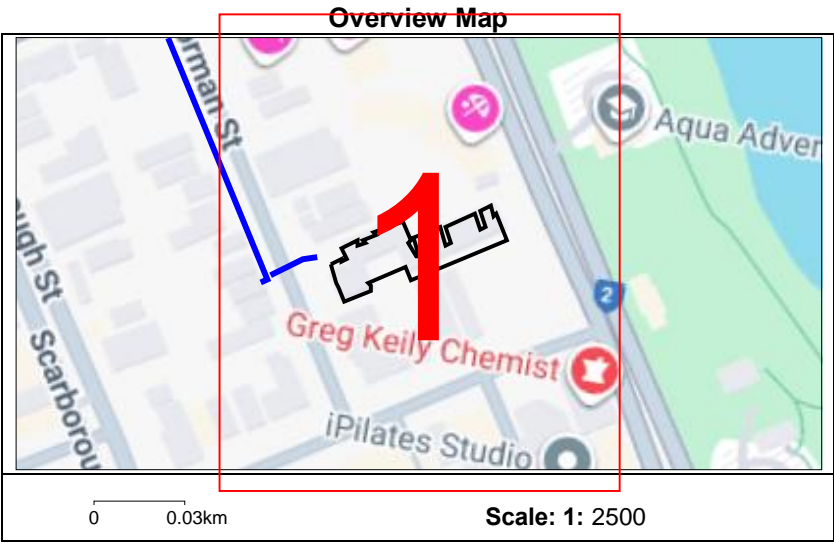 Overview Map
orman St
Aqua Adver
ugh St
1
2
Scarborou
Greg Keily Chemist
iPilates Studio
0 0.03km
Scale: 1: 2500